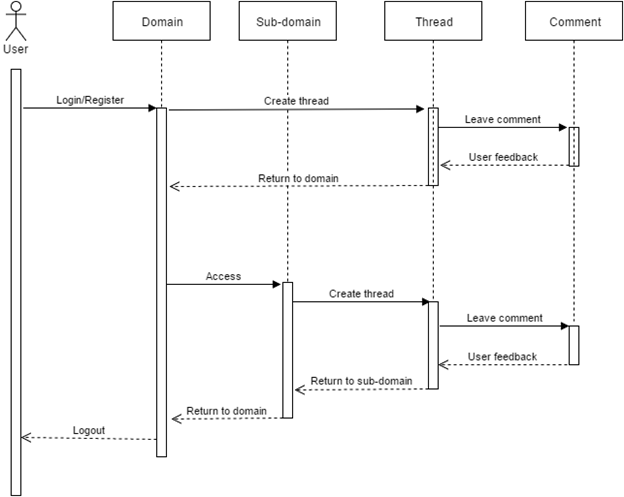 Domain
Sub-domain
Thread
Comment
User
Login/Register
Create thread
Leave comment
User feedback
Return to domain
Access
Create thread
Leave comment
User feedback
Return to sub-domain
Return to domain
Logout